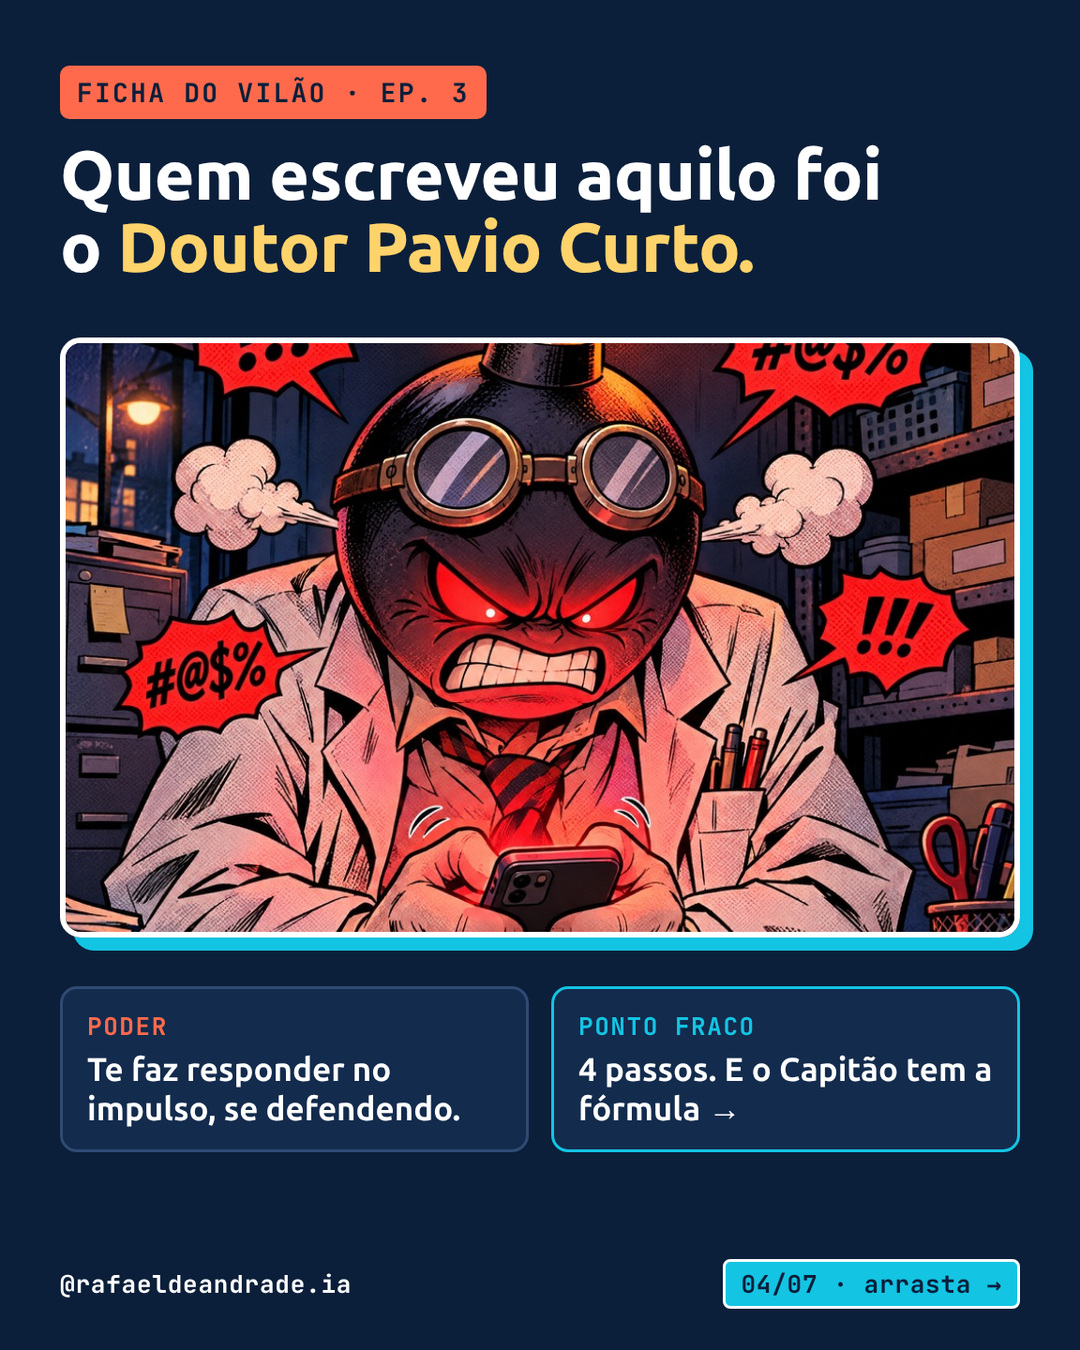 FICHA DO VILÃO · EP. 3
Quem escreveu aquilo foi
o Doutor Pavio Curto.
#@$%
#@$%
!!!
PODER
Te faz responder no
impulso, se defendendo.
PONTO FRACO
4 passos. E o Capitão tem a
fórmula →
@rafaeldeandrade.ia
04/07 · arrasta →